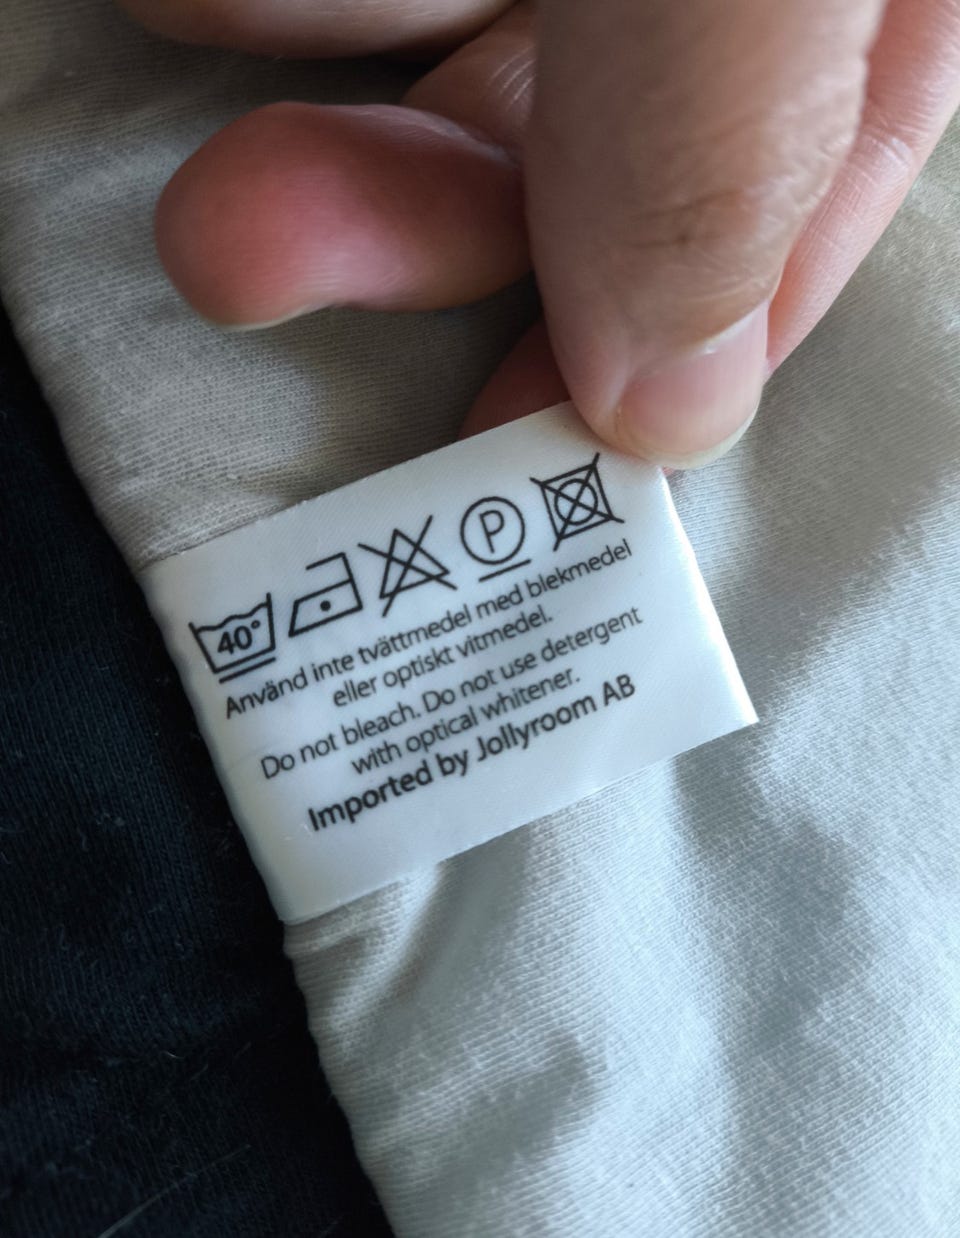 40°
P
Använd inte tvättmedel med blekmedel
eller optiskt vitmedel.
Do not bleach. Do not use detergent
with optical whitener.
Imported by Jollyroom AB